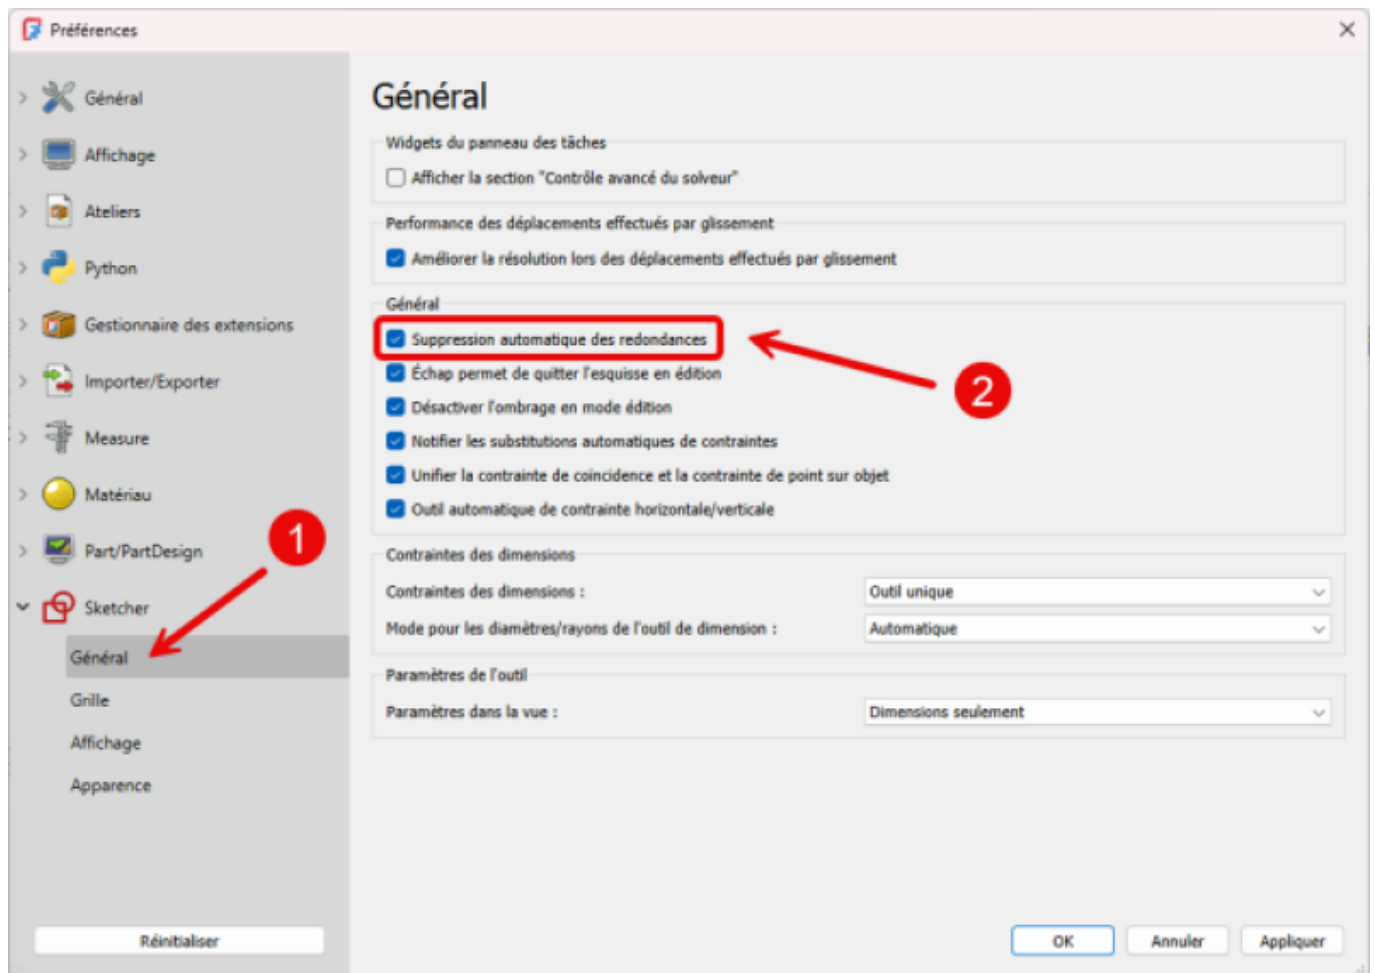 Préférences
Général
Affichage
Ateliers
Python
Gestionnaire des extensions
Importer/Exporter
Measure
Matériau
Part/PartDesign
1
Sketcher
Général
Grille
Affichage
Apparence
Réinitialiser
Général
Widgets du panneau des tâches
Afficher la section "Contrôle avancé du solveur"
Performance des déplacements effectués par glissement
Améliorer la résolution lors des déplacements effectués par glissement
Général
Suppression automatique des redondances
2
Échap permet de quitter l'esquisse en édition
Désactiver l'ombrage en mode édition
Notifier les substitutions automatiques de contraintes
Unifier la contrainte de coïncidence et la contrainte de point sur objet
Outil automatique de contrainte horizontale/verticale
Contraintes des dimensions
Contraintes des dimensions : Outil unique
Mode pour les diamètres/rayons de l'outil de dimension : Automatique
Paramètres de l'outil
Paramètres dans la vue : Dimensions seulement
OK Annuler Appliquer